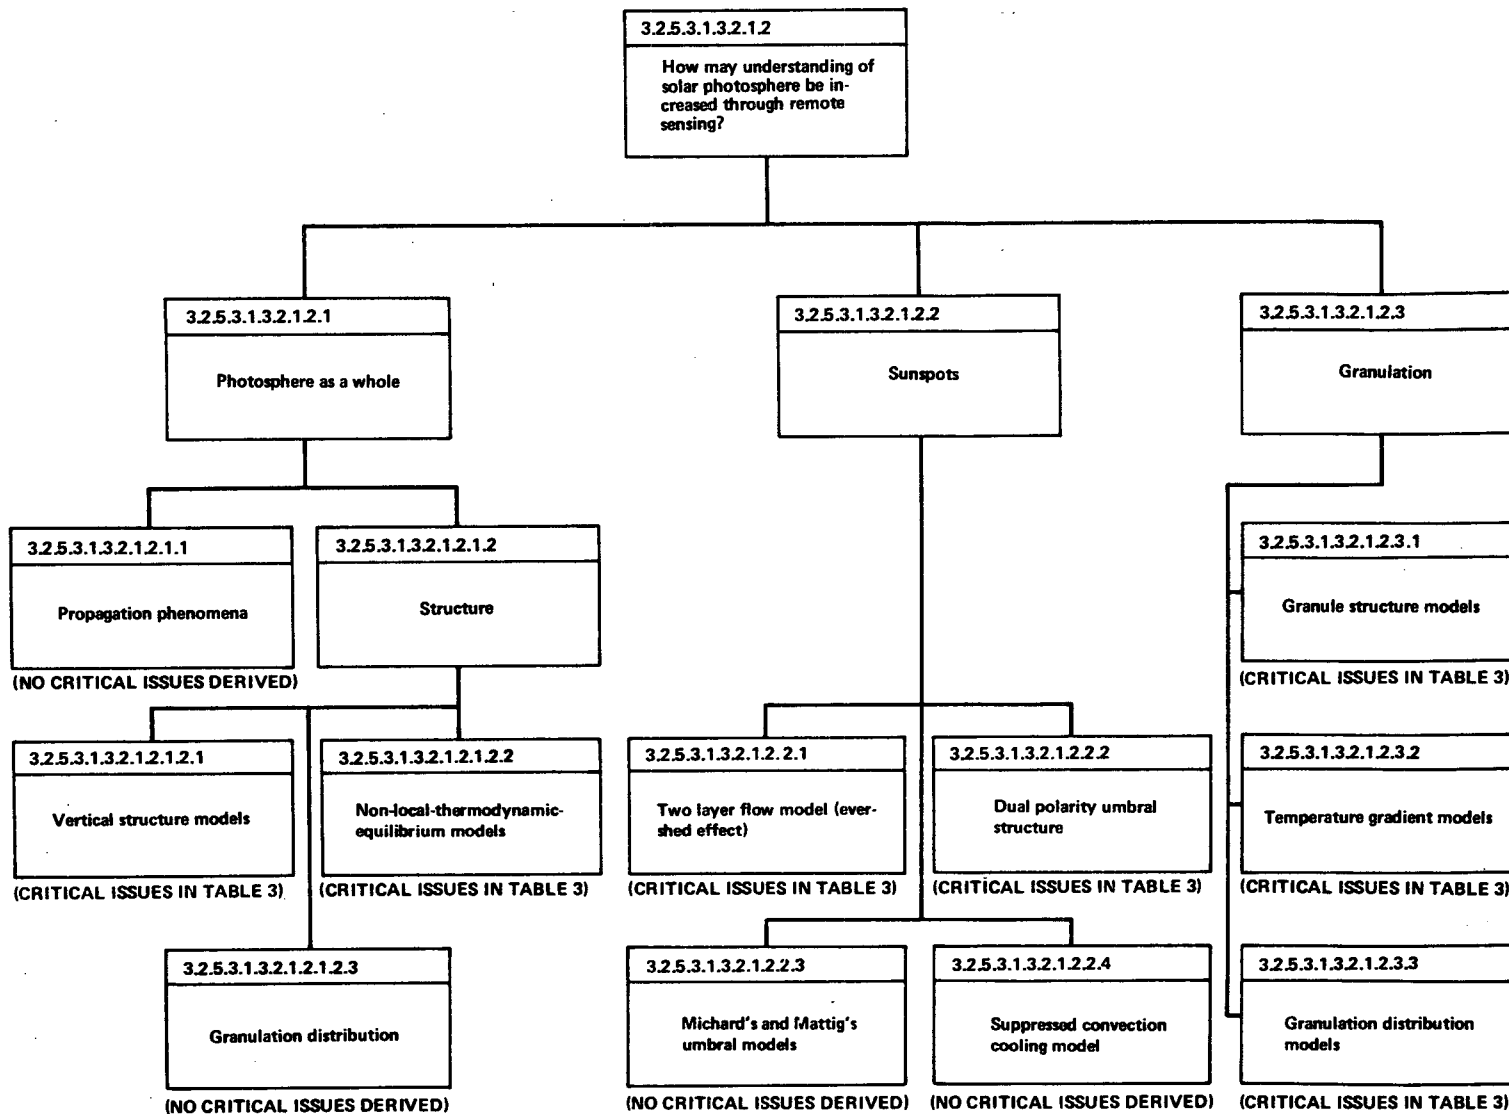 3.2.5.3.1.3.2.1.2
How may understanding of
solar photosphere be in-
creased through remote
sensing?
3.2.5.3.1.3.2.1.2.1
Photosphere as a whole
3.2.5.3.1.3.2.1.2.2
Sunspots
3.2.5.3.1.3.2.1.2.3
Granulation
3.2.5.3.1.3.2.1.2.1.1
Propagation phenomena
(NO CRITICAL ISSUES DERIVED)
3.2.5.3.1.3.2.1.2.1.2
Structure
3.2.5.3.1.3.2.1.2.3.1
Granule structure models
(CRITICAL ISSUES IN TABLE 3)
3.2.5.3.1.3.2.1.2.1.2.1
Vertical structure models
(CRITICAL ISSUES IN TABLE 3)
3.2.5.3.1.3.2.1.2.1.2.2
Non-local-thermodynamic-
equilibrium models
(CRITICAL ISSUES IN TABLE 3)
3.2.5.3.1.3.2.1.2.2.1
Two layer flow model (ever-
shed effect)
(CRITICAL ISSUES IN TABLE 3)
3.2.5.3.1.3.2.1.2.2.2
Dual polarity umbral
structure
(CRITICAL ISSUES IN TABLE 3)
3.2.5.3.1.3.2.1.2.3.2
Temperature gradient models
(CRITICAL ISSUES IN TABLE 3)
3.2.5.3.1.3.2.1.2.1.2.3
Granulation distribution
(NO CRITICAL ISSUES DERIVED)
3.2.5.3.1.3.2.1.2.2.3
Michard's and Mattig's
umbral models
(NO CRITICAL ISSUES DERIVED)
3.2.5.3.1.3.2.1.2.2.4
Suppressed convection
cooling model
(NO CRITICAL ISSUES DERIVED)
3.2.5.3.1.3.2.1.2.3.3
Granulation distribution
models
(CRITICAL ISSUES IN TABLE 3)